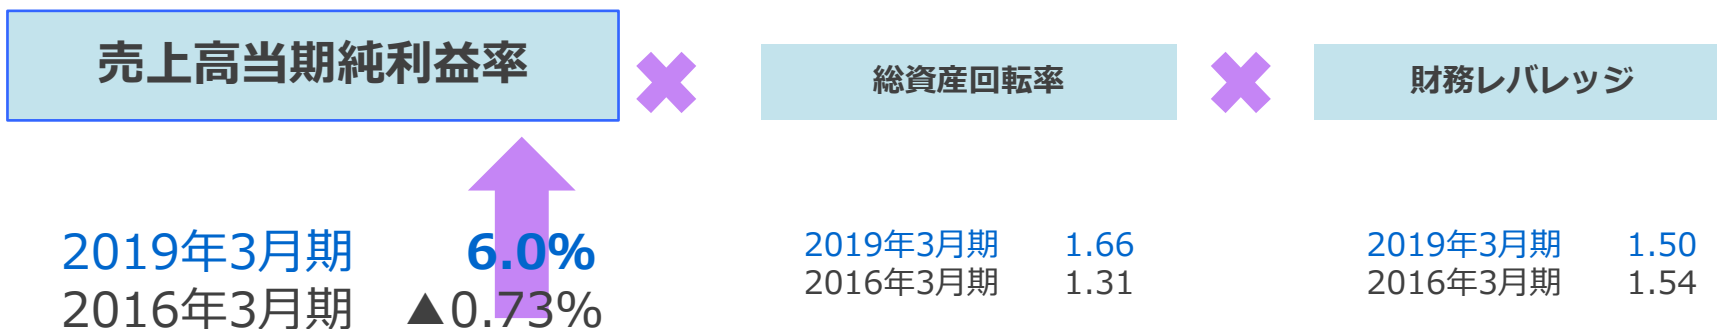 売上高当期純利益率
総資産回転率
財務レバレッジ
2019年3月期 6.0%
2016年3月期 ▲0.73%
2019年3月期 1.66
2016年3月期 1.31
2019年3月期 1.50
2016年3月期 1.54